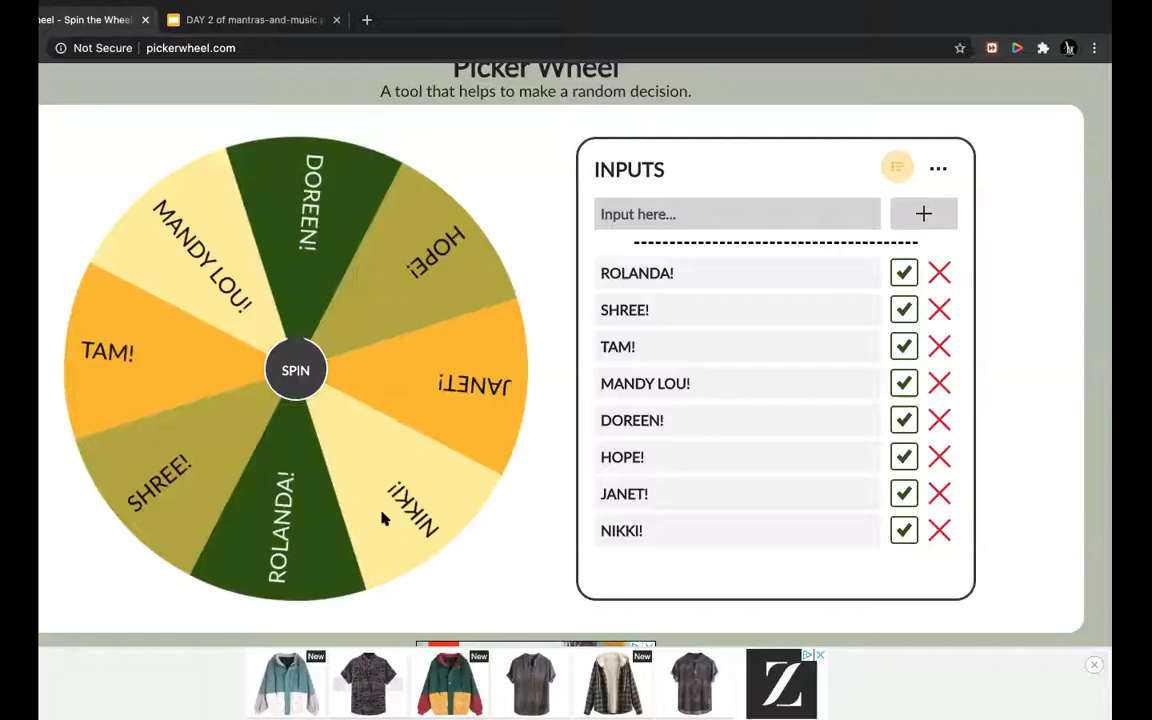 heel - Spin the Whee
DAY 2 of mantras-and-music.
Not Secure
pickerwheel.com
Picker Wheel
A tool that helps to make a random decision.
DOREEN!
HOPE!
JANET!
NIKKI!
ROLANDA!
SHREE!
TAM!
MANDY LOU!
SPIN
INPUTS
Input here...
ROLANDA!
SHREE!
TAM!
MANDY LOU!
DOREEN!
HOPE!
JANET!
NIKKI!
New
New
New
Z